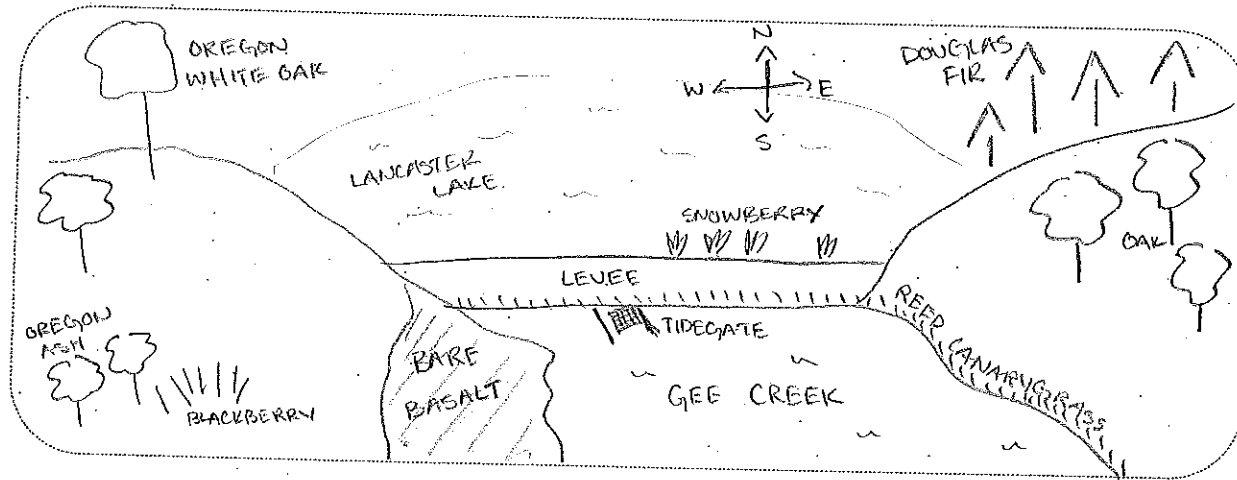 OREGON
WHITE OAK
N
W
E
S
DOUGLAS
FIR
LANCASTER
LAKE
SNOWBERRY
OAK
LEVEE
TIDEGATE
REED CANARYGRASS
OREGON
ASH
BLACKBERRY
BARE
BASALT
GEE CREEK